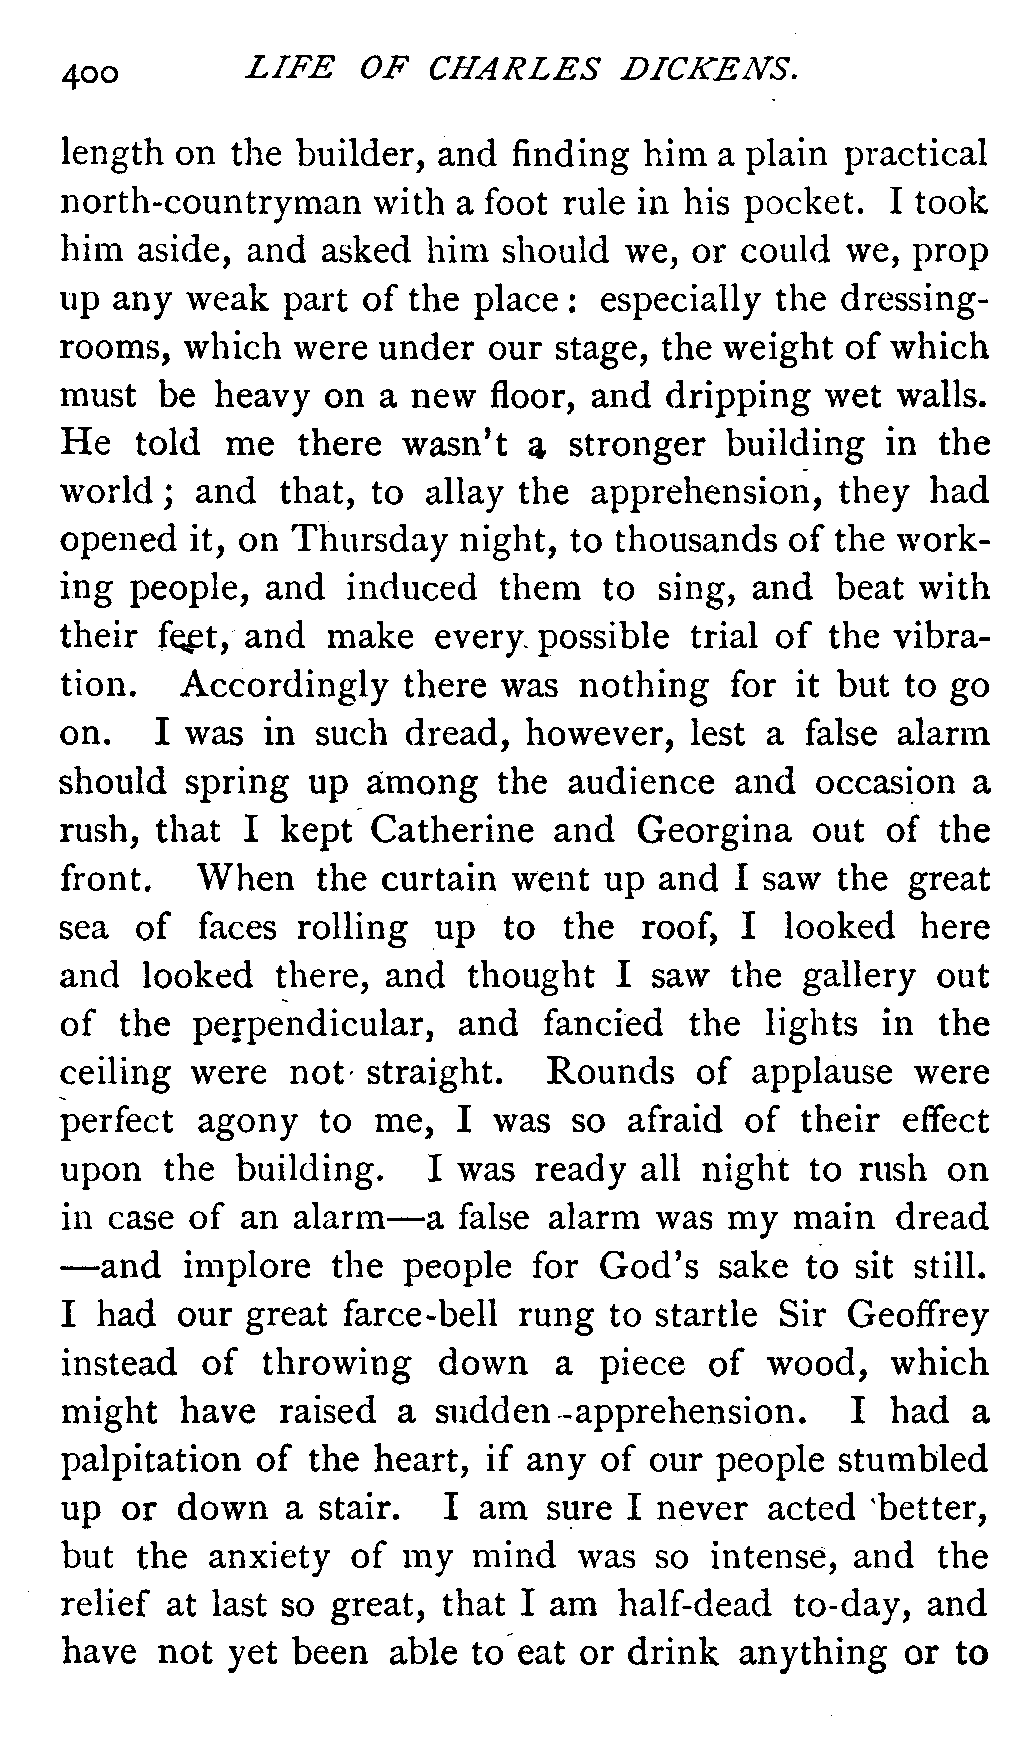 400 LIFE OF CHARLES DICKENS.
length on the builder, and finding him a plain practical
north-countryman with a foot rule in his pocket. I took
him aside, and asked him should we, or could we, prop
up any weak part of the place : especially the dressing-
rooms, which were under our stage, the weight of which
must be heavy on a new floor, and dripping wet walls.
He told me there wasn't a stronger building in the
world ; and that, to allay the apprehension, they had
opened it, on Thursday night, to thousands of the work-
ing people, and induced them to sing, and beat with
their feet, and make every possible trial of the vibra-
tion. Accordingly there was nothing for it but to go
on. I was in such dread, however, lest a false alarm
should spring up among the audience and occasion a
rush, that I kept Catherine and Georgina out of the
front. When the curtain went up and I saw the great
sea of faces rolling up to the roof, I looked here
and looked there, and thought I saw the gallery out
of the perpendicular, and fancied the lights in the
ceiling were not straight. Rounds of applause were
perfect agony to me, I was so afraid of their effect
upon the building. I was ready all night to rush on
in case of an alarm—a false alarm was my main dread
—and implore the people for God's sake to sit still.
I had our great farce-bell rung to startle Sir Geoffrey
instead of throwing down a piece of wood, which
might have raised a sudden apprehension. I had a
palpitation of the heart, if any of our people stumbled
up or down a stair. I am sure I never acted better,
but the anxiety of my mind was so intense, and the
relief at last so great, that I am half-dead to-day, and
have not yet been able to eat or drink anything or to